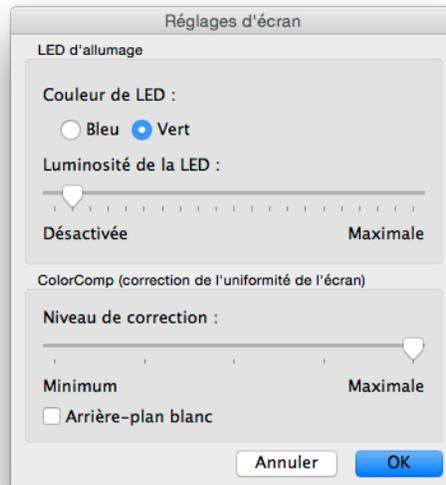 Réglages d'écran
LED d'allumage
Couleur de LED :
Bleu Vert
Luminosité de la LED :
Désactivée Maximale
ColorComp (correction de l'uniformité de l'écran)
Niveau de correction :
Minimum Maximale
Arrière-plan blanc
Annuler OK